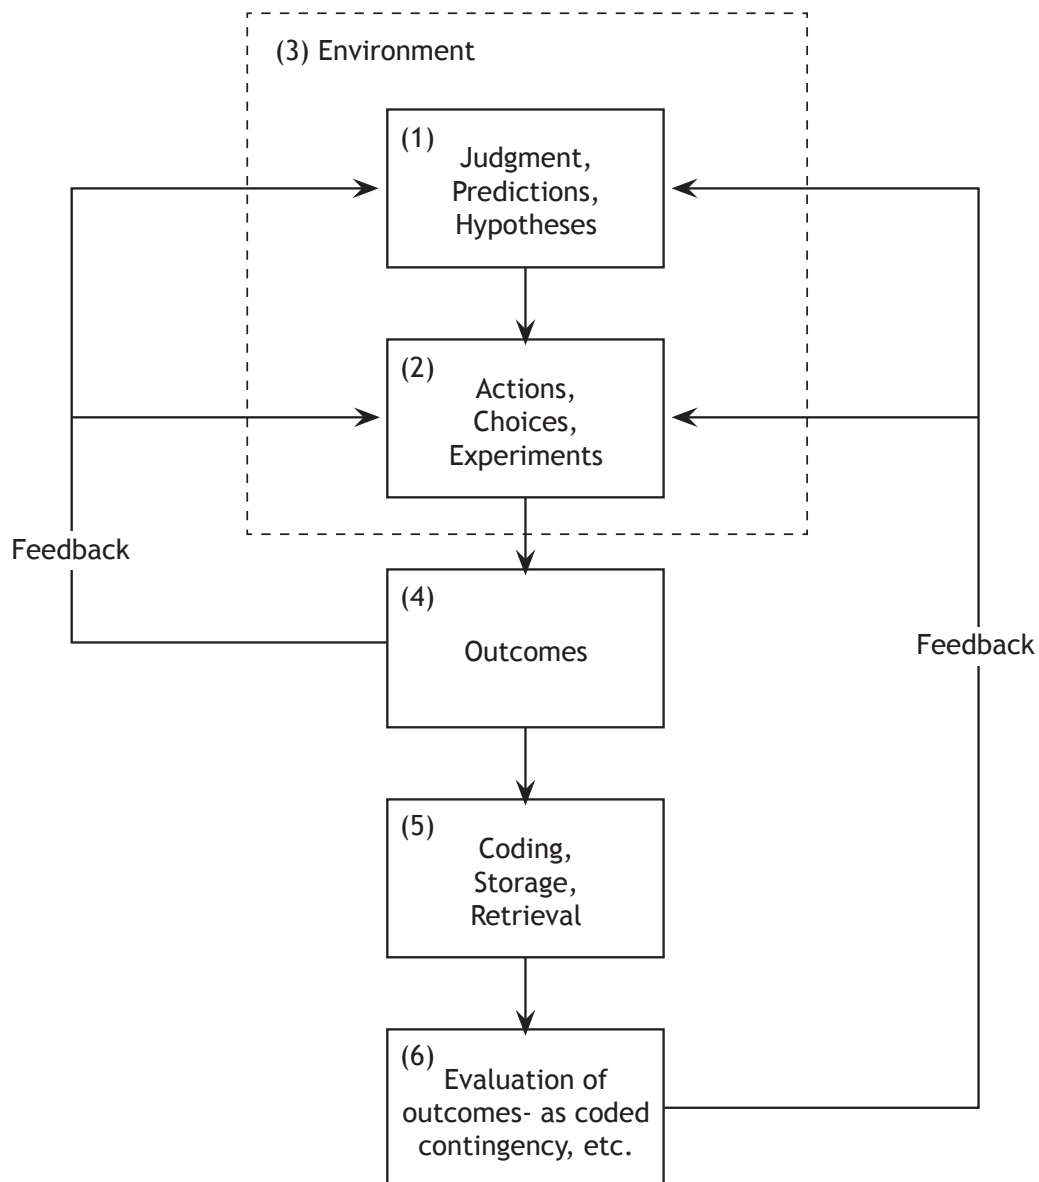 (3) Environment
(1)
Judgment,
Predictions,
Hypotheses
(2)
Actions,
Choices,
Experiments
Feedback
(4)
Outcomes
Feedback
(5)
Coding,
Storage,
Retrieval
(6)
Evaluation of
outcomes- as coded
contingency, etc.